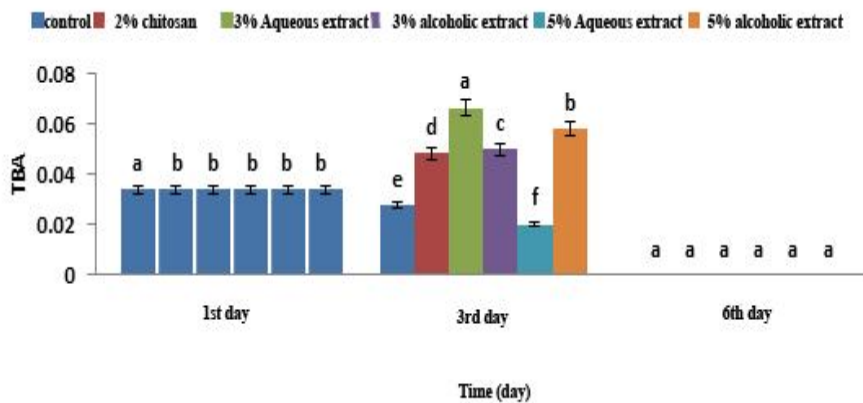 control 2% chitosan 3% Aqueous extract 3% alcoholic extract 5% Aqueous extract 5% alcoholic extract
TBA
0.08
0.06
0.04
0.02
0
a b b b b b
e d a c f b
a a a a a a
1st day 3rd day 6th day
Time (day)